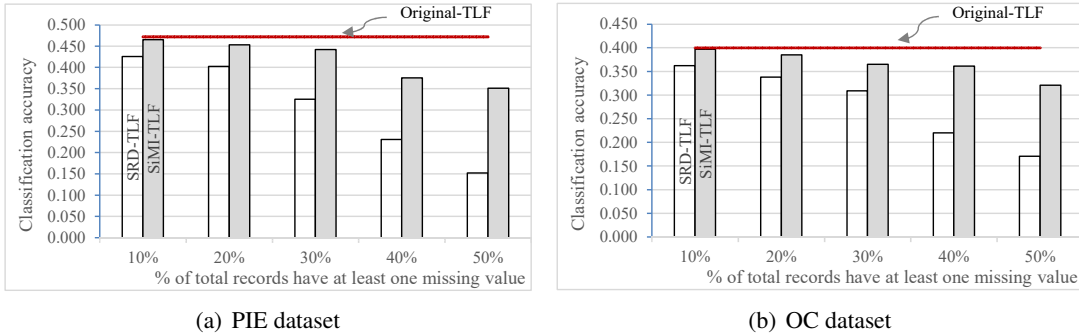 Original-TLF
Classification accuracy
0.500
0.450
0.400
0.350
0.300
0.250
0.200
0.150
0.100
0.050
0.000
SRD-TLF
SiMI-TLF
10%
20%
30%
40%
50%
% of total records have at least one missing value
(a) PIE dataset
Original-TLF
Classification accuracy
0.450
0.400
0.350
0.300
0.250
0.200
0.150
0.100
0.050
0.000
SRD-TLF
SiMI-TLF
10%
20%
30%
40%
50%
% of total records have at least one missing value
(b) OC dataset